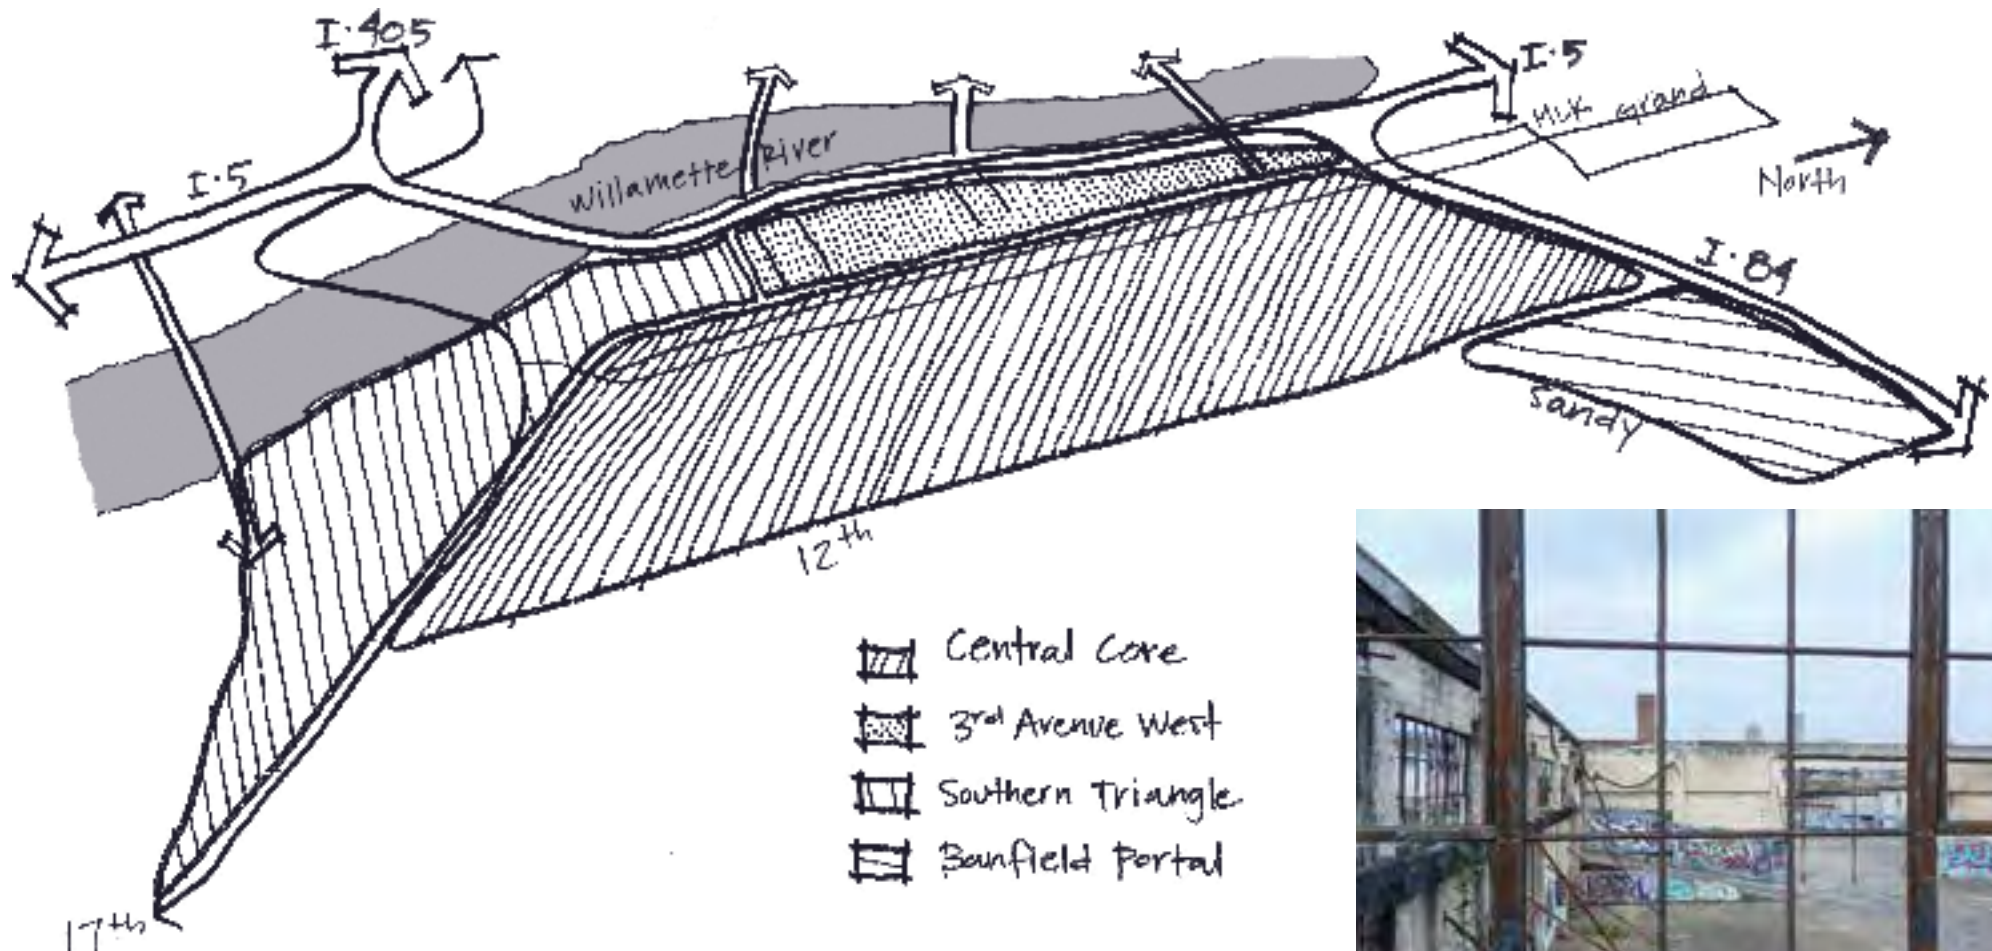 I-405
I-5
MLK Grand
I-5
Willamette River
North
I-84
Sandy
12th
Central Core
3rd Avenue West
Southern Triangle
Banfield Portal
17th